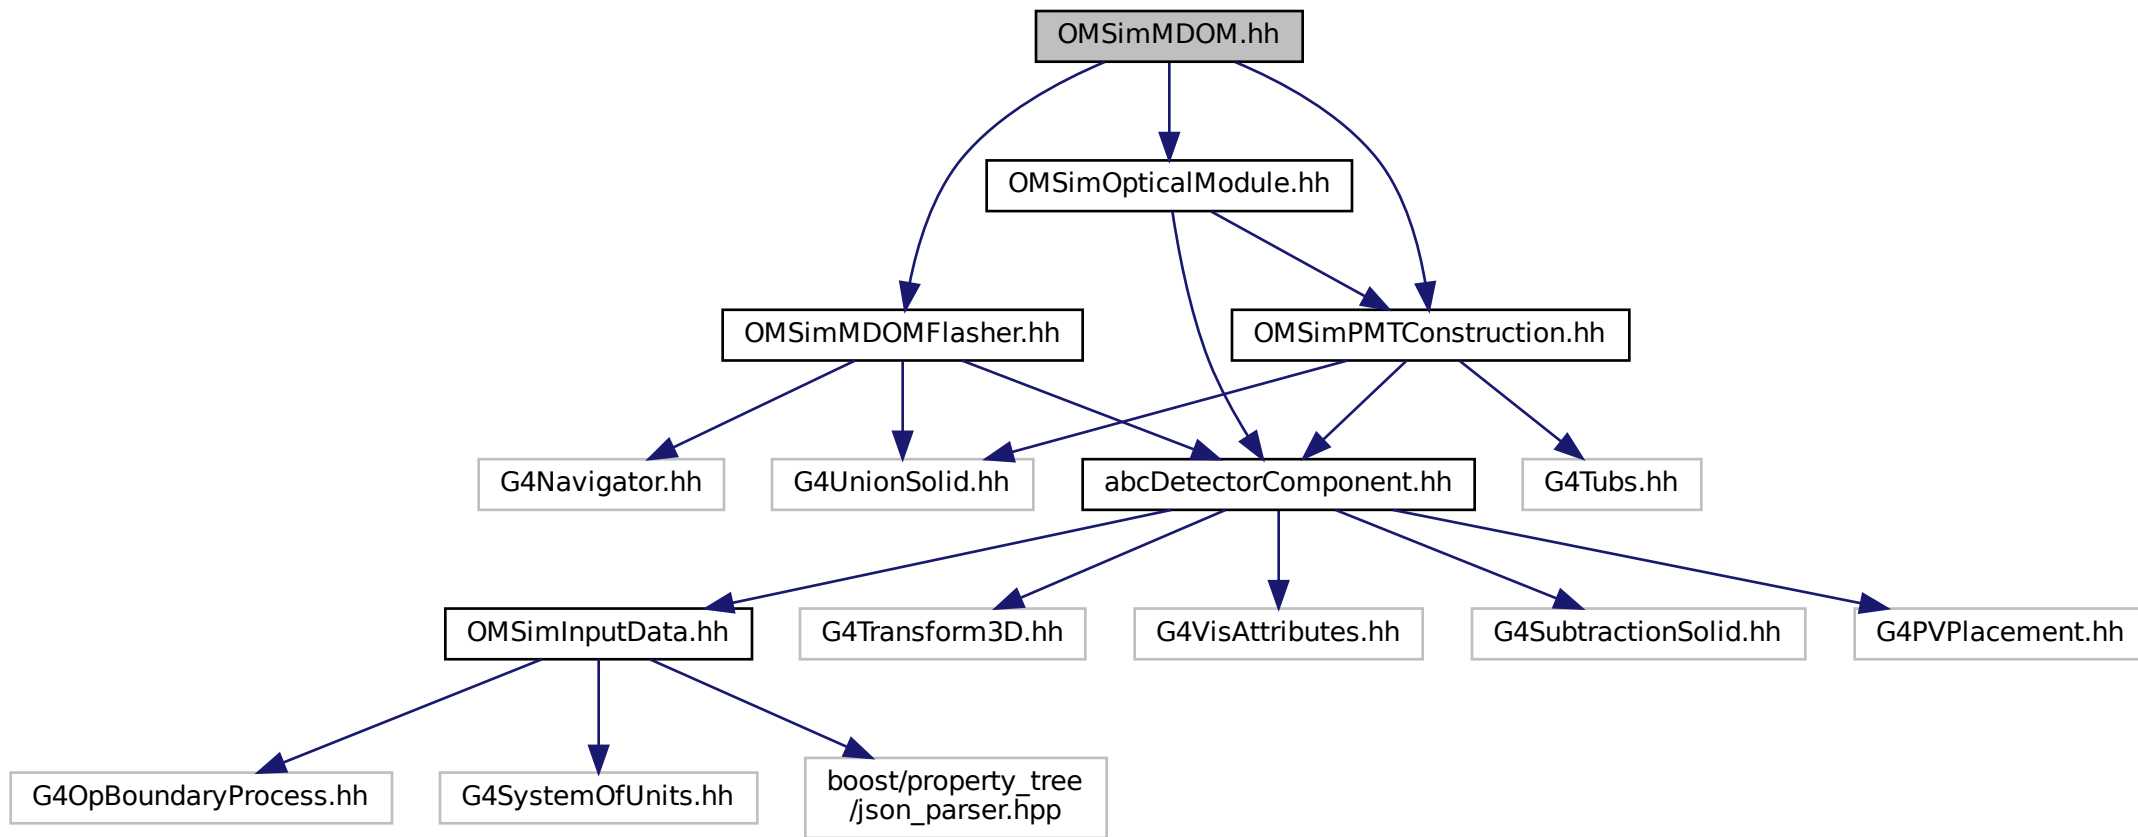 OMSimMDOM.hh
OMSimOpticalModule.hh
OMSimMDOMFlasher.hh
OMSimPMTConstruction.hh
G4Navigator.hh
G4UnionSolid.hh
abcDetectorComponent.hh
G4Tubs.hh
OMSimInputData.hh
G4Transform3D.hh
G4VisAttributes.hh
G4SubtractionSolid.hh
G4PVPlacement.hh
G4OpBoundaryProcess.hh
G4SystemOfUnits.hh
boost/property_tree
/json_parser.hpp